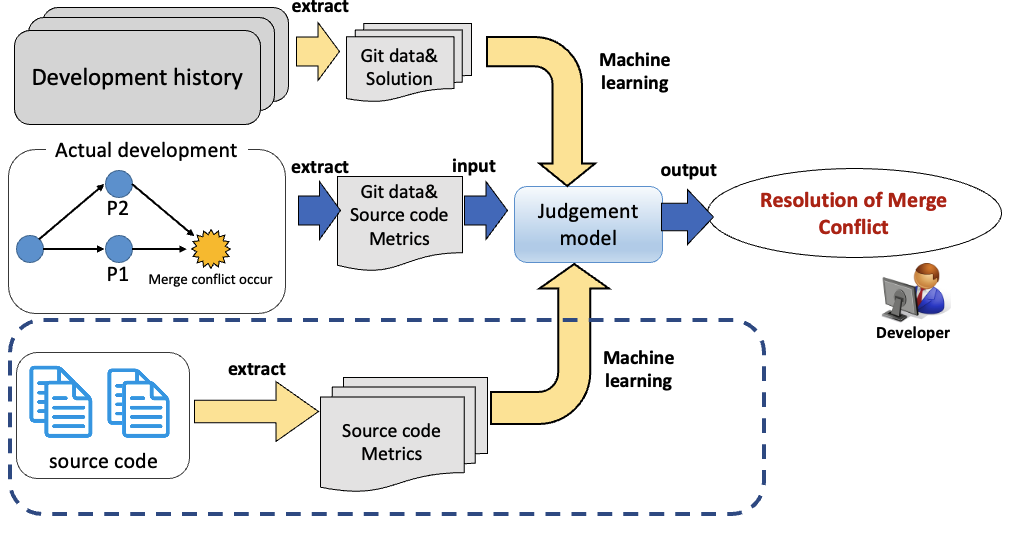 extract
Development history
Git data&
Solution
Machine
learning
Actual development
P2
P1
Merge conflict occur
extract
Git data&
Source code
Metrics
input
Judgement
model
output
Resolution of Merge
Conflict
Developer
source code
extract
Source code
Metrics
Machine
learning